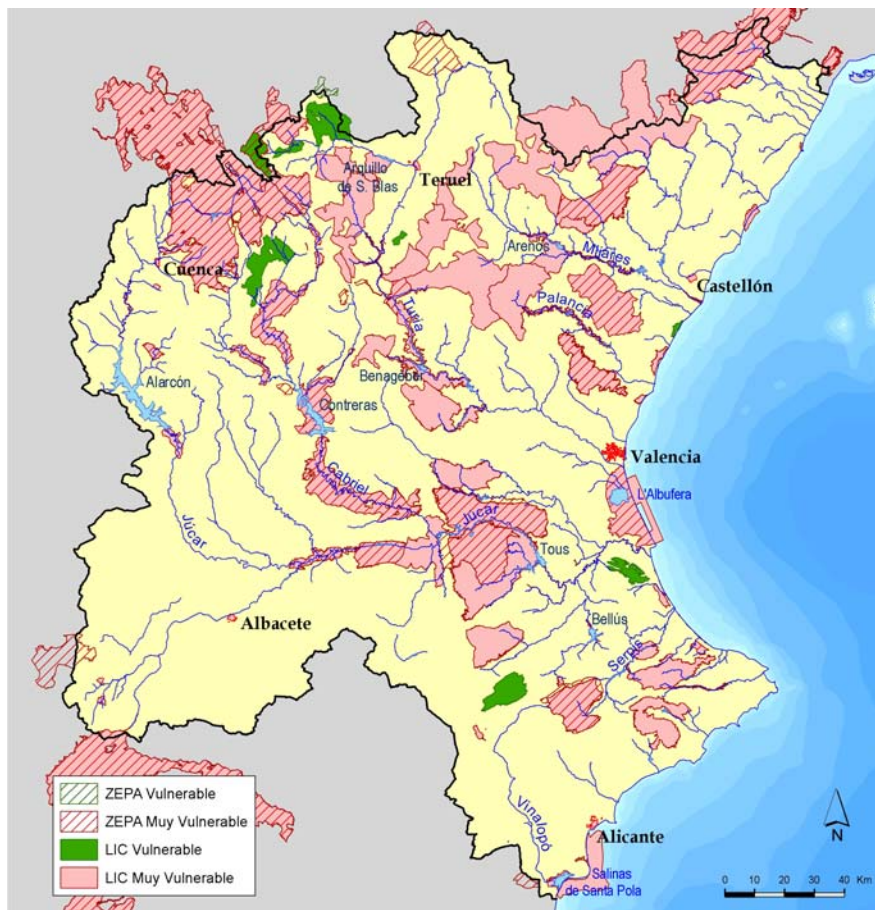 Arquillo
de S. Blas
Teruel
Cuenca
Arenós
Mijares
Castellón
Turia
Palancia
Alarcón
Benagéber
Contreras
Valencia
L'Albufera
Cabriel
Júcar
Júcar
Tous
Albacete
Bellús
Serpis
Vinalopó
Alicante
Salinas
de Santa Pola
ZEPA Vulnerable
ZEPA Muy Vulnerable
LIC Vulnerable
LIC Muy Vulnerable
N
Km
0 10 20 30 40